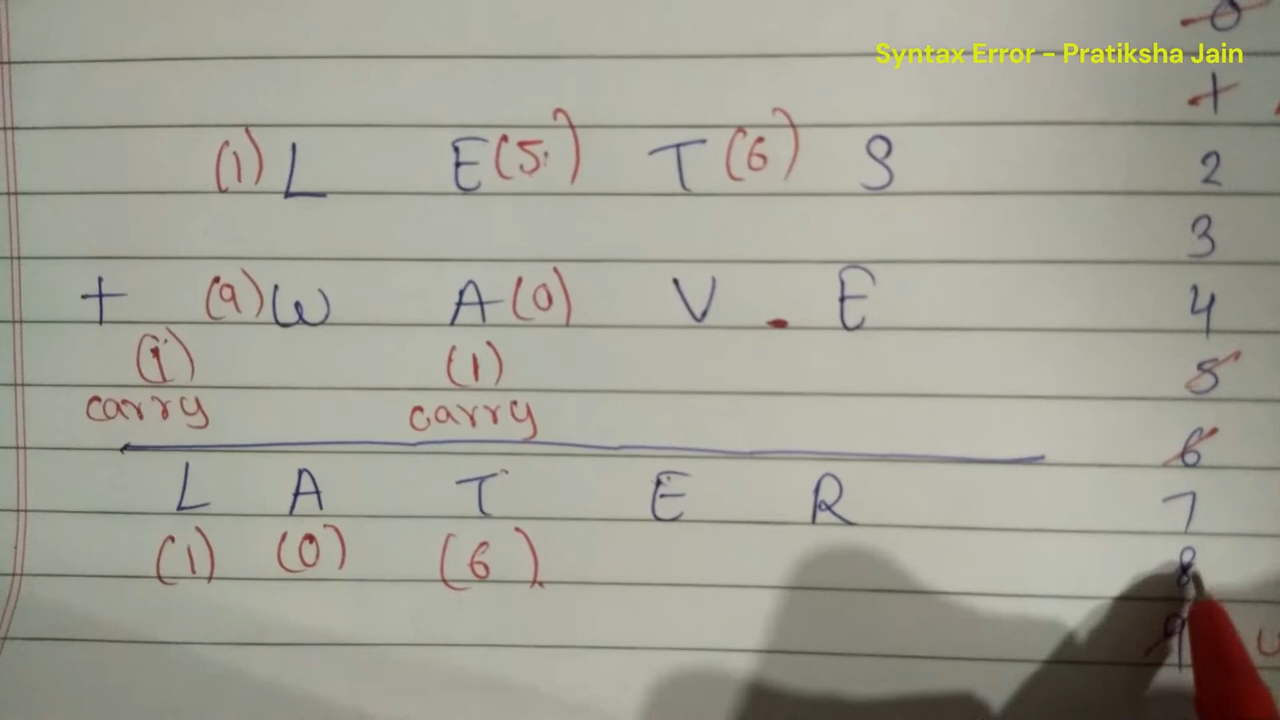 Syntax Error - Pratiksha Jain
0
1
(1) L E(5) T(6) S
2
3
+ (9)W A(0) V . E
4
(1) (1)
5
carry carry
6
L A T E R
7
(1) (0) (6)
8
9